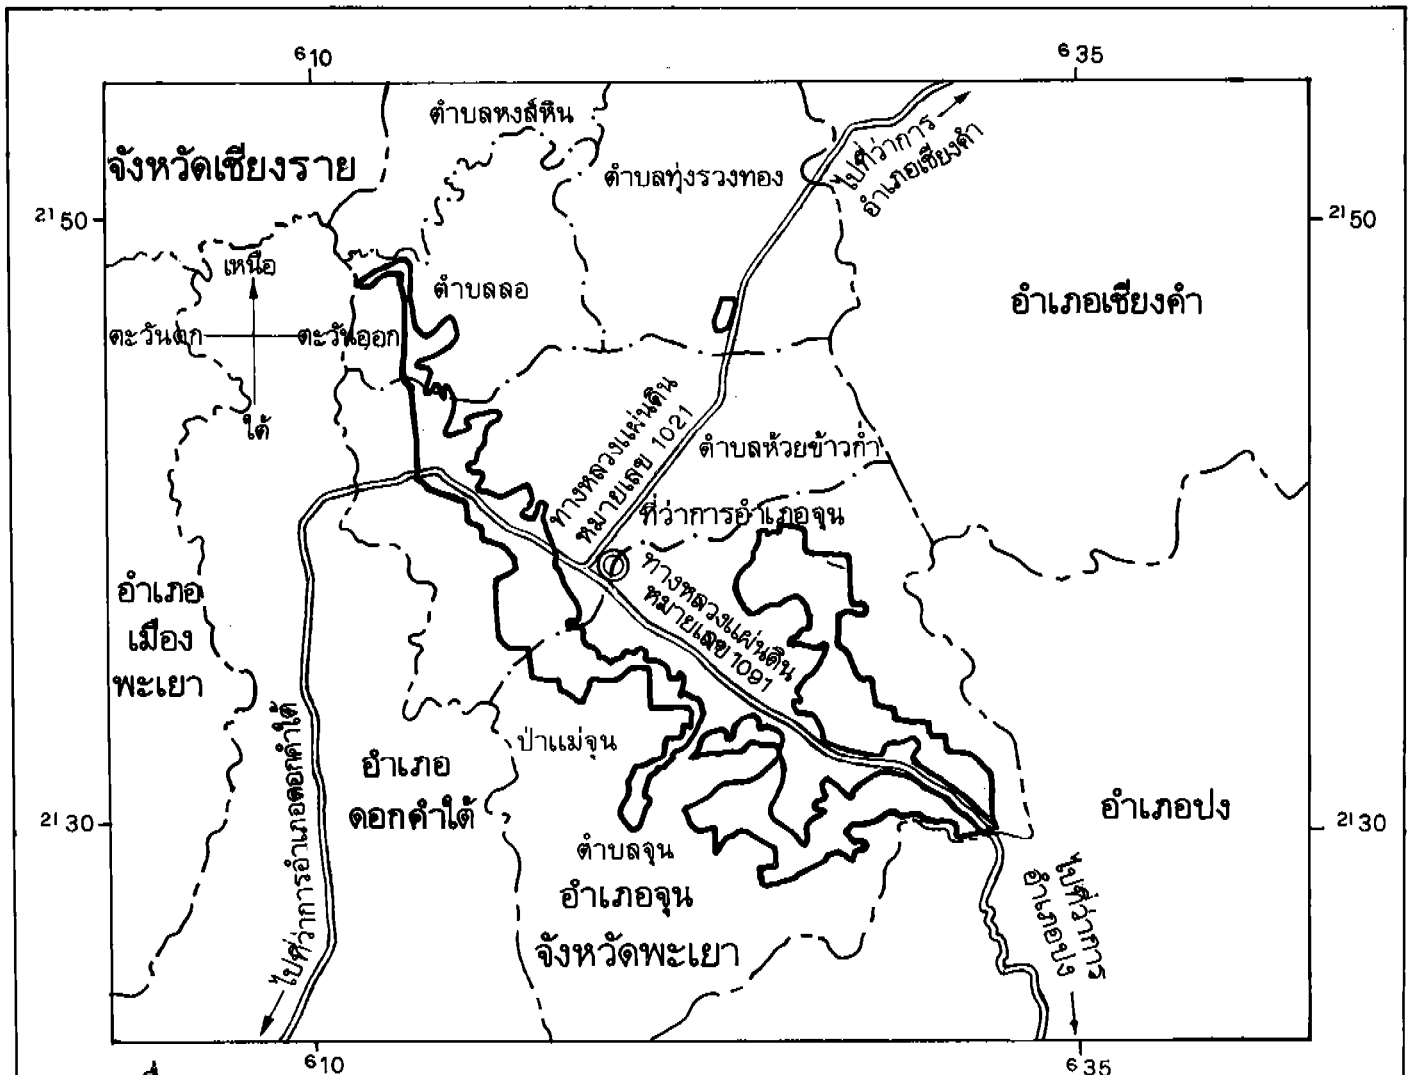 ⁶10
⁶35
ตำบลหงส์หิน
จังหวัดเชียงราย
ตำบลทุ่งรวงทอง
ไปที่ว่าการ
อำเภอเชียงคำ
²¹50
²¹50
เหนือ
ตำบลลอ
อำเภอเชียงคำ
ตะวันตก
ตะวันออก
ใต้
ทางหลวงแผ่นดิน
หมายเลข 1021
ตำบลห้วยข้าวก่ำ
ที่ว่าการอำเภอจุน
ทางหลวงแผ่นดิน
หมายเลข 1091
อำเภอ
เมือง
พะเยา
ไปที่ว่าการอำเภอดอกคำใต้
ป่าแม่จุน
อำเภอ
ดอกคำใต้
อำเภอปง
²¹30
²¹30
ตำบลจุน
อำเภอจุน
จังหวัดพะเยา
ไปที่ว่าการ
อำเภอปง
⁶10
⁶35